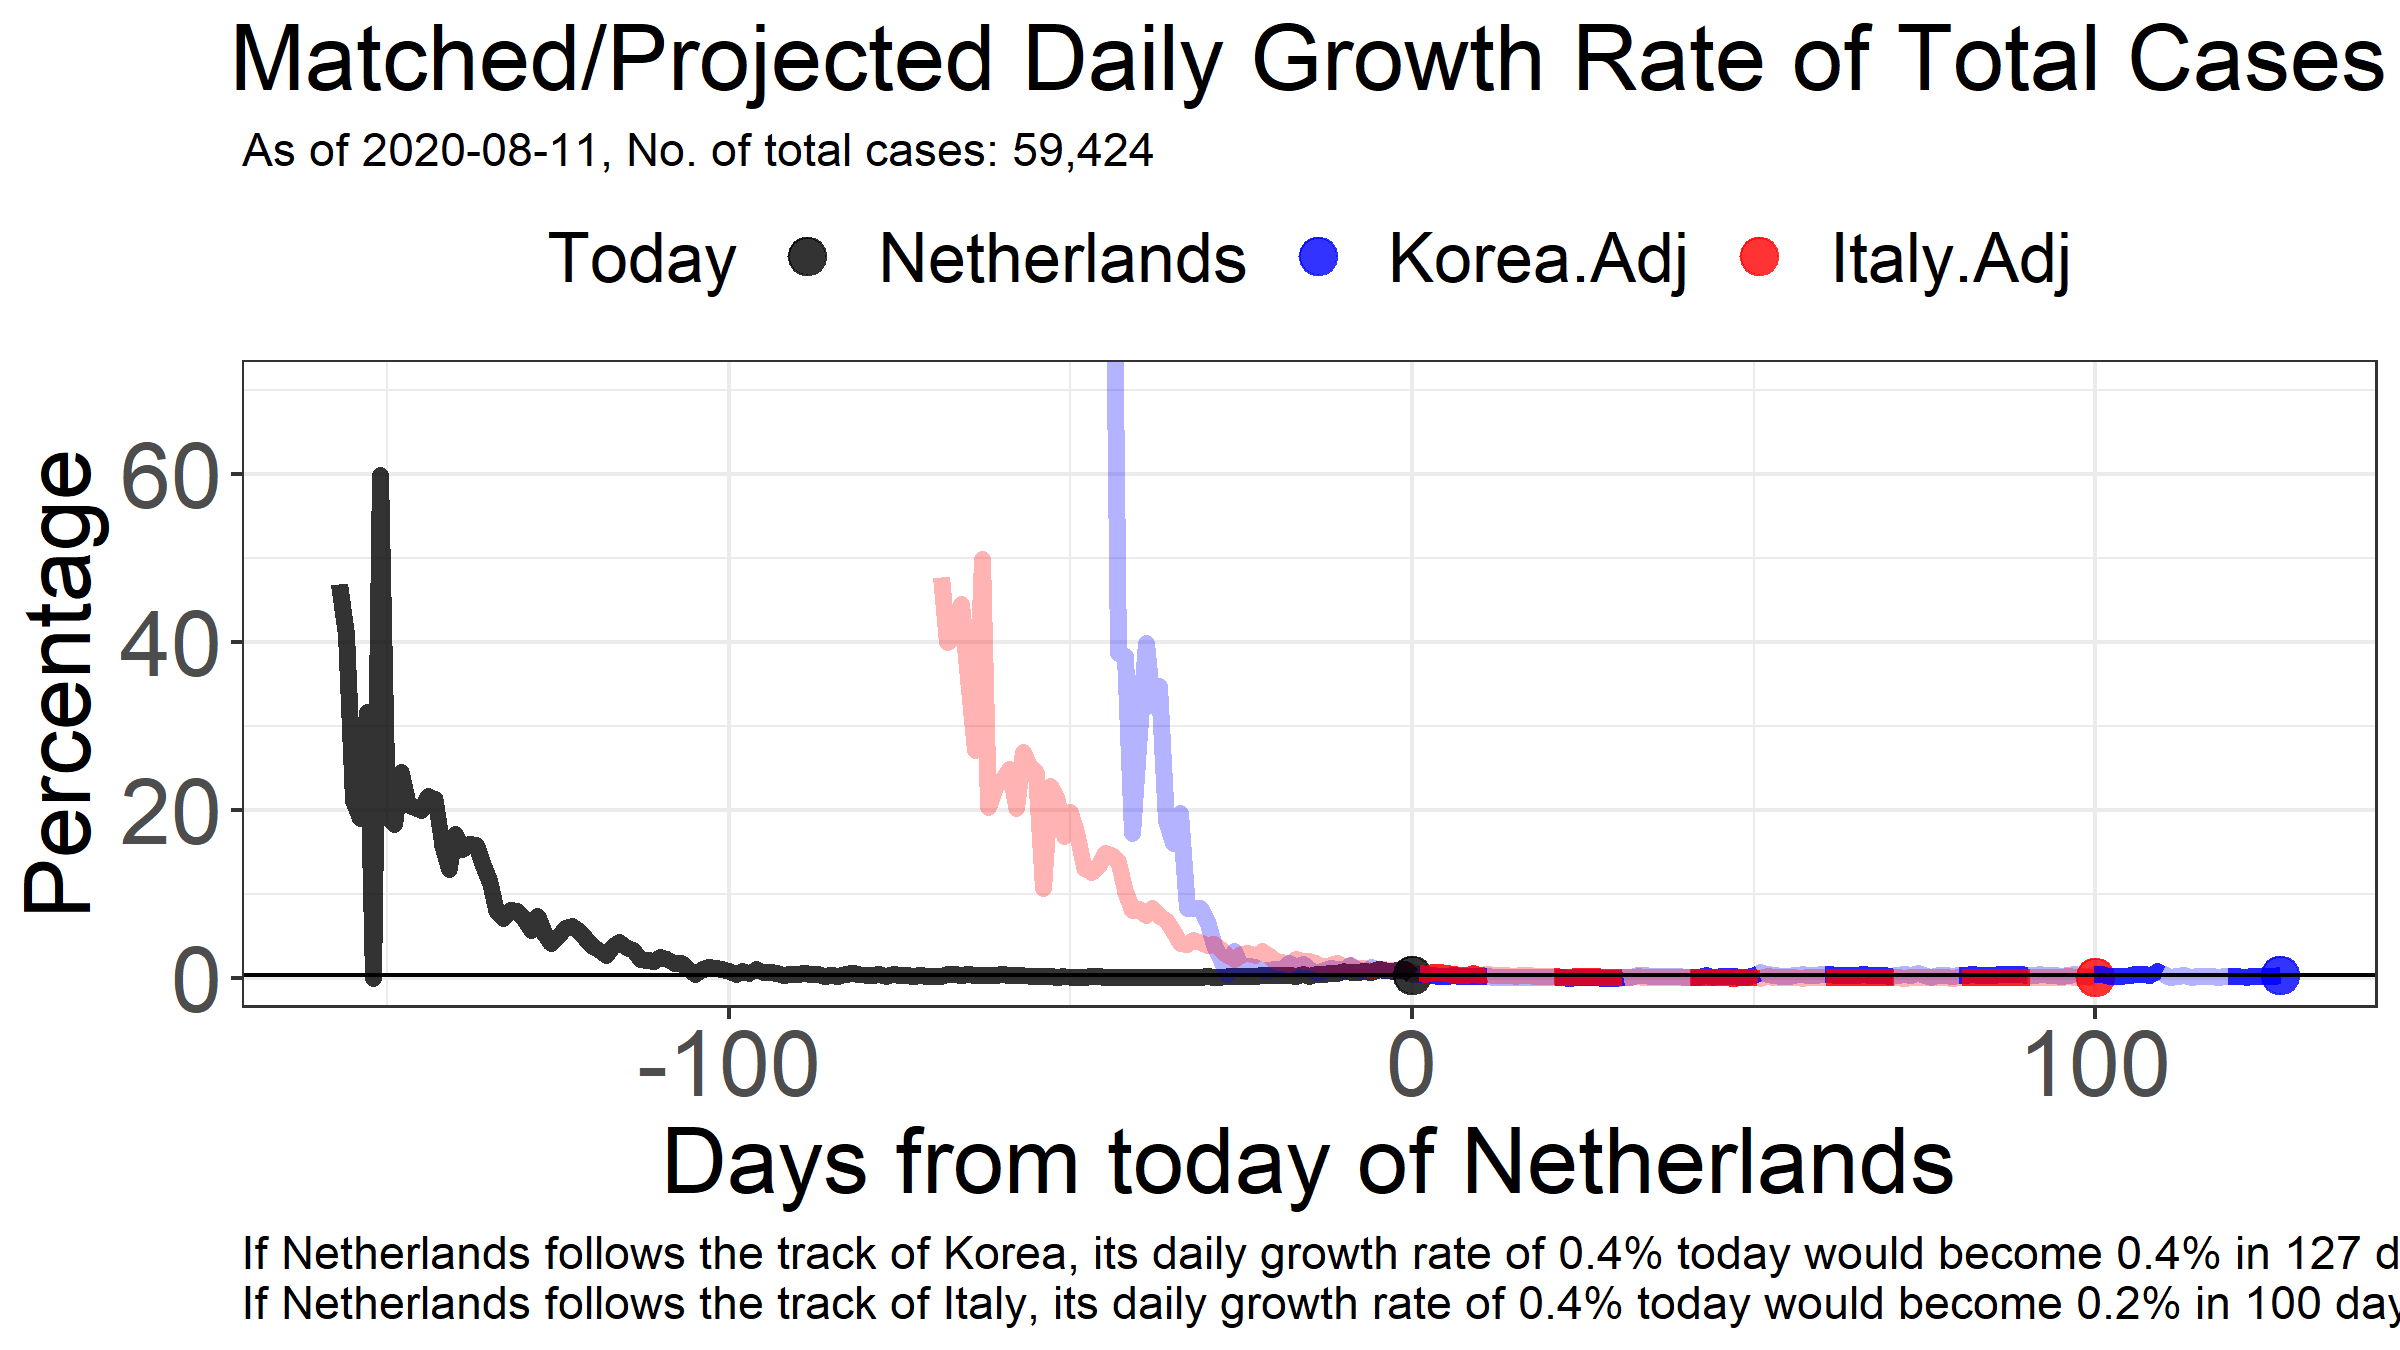 Matched/Projected Daily Growth Rate of Total Cases
As of 2020-08-11, No. of total cases: 59,424
Today Netherlands Korea.Adj Italy.Adj
Percentage
60
40
20
0
-100 0 100
Days from today of Netherlands
If Netherlands follows the track of Korea, its daily growth rate of 0.4% today would become 0.4% in 127 d
If Netherlands follows the track of Italy, its daily growth rate of 0.4% today would become 0.2% in 100 day